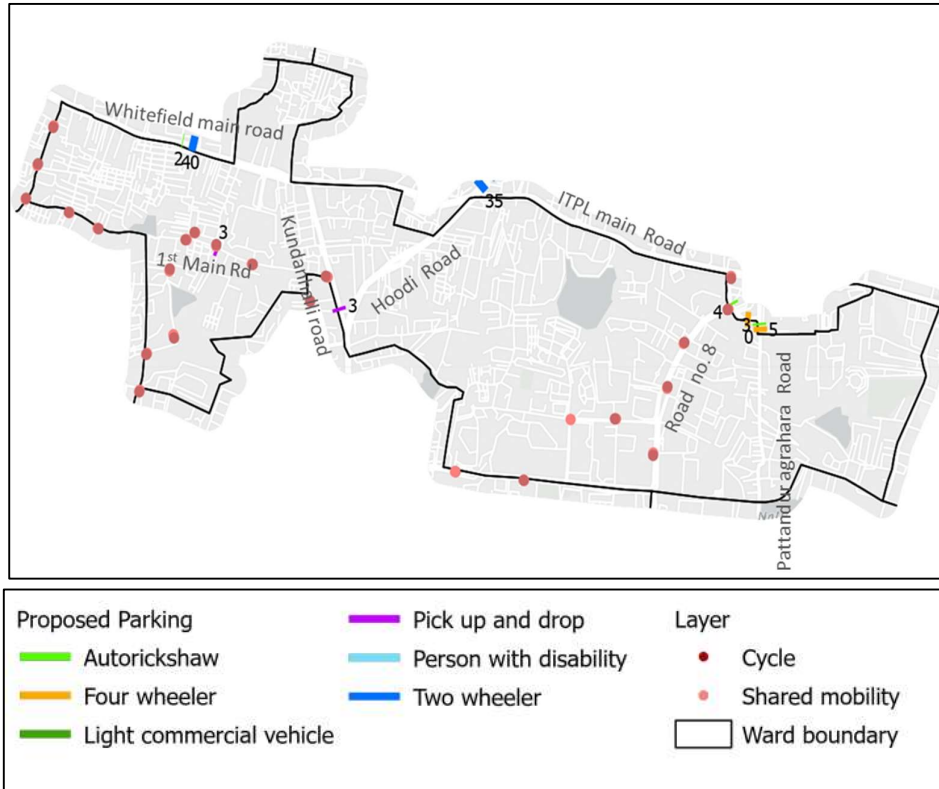 Whitefield main road
240
35
ITPL main Road
3
1st Main Rd
Kundanhalli road
Hoodi Road
3
4
3
0
5
Road no. 8
Pattandur agrahara Road
Proposed Parking
Autorickshaw
Four wheeler
Light commercial vehicle
Pick up and drop
Person with disability
Two wheeler
Layer
Cycle
Shared mobility
Ward boundary